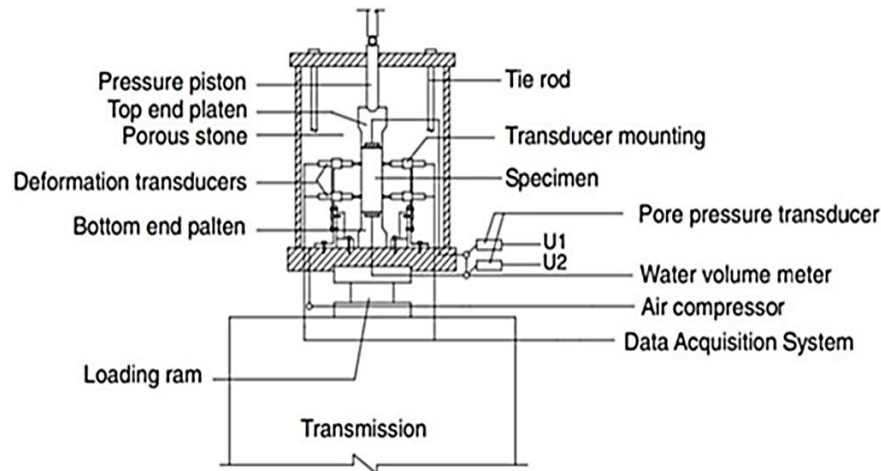 Pressure piston
Top end platen
Porous stone
Deformation transducers
Bottom end palten
Loading ram
Tie rod
Transducer mounting
Specimen
Pore pressure transducer
U1
U2
Water volume meter
Air compressor
Data Acquisition System
Transmission